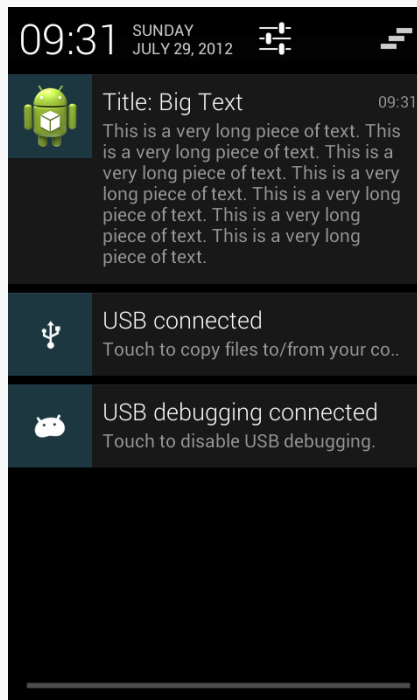 09:31
SUNDAY
JULY 29, 2012
Title: Big Text
09:31
This is a very long piece of text. This
is a very long piece of text. This is a
very long piece of text. This is a very
long piece of text. This is a very long
piece of text. This is a very long
piece of text. This is a very long
piece of text.
USB connected
Touch to copy files to/from your co..
USB debugging connected
Touch to disable USB debugging.